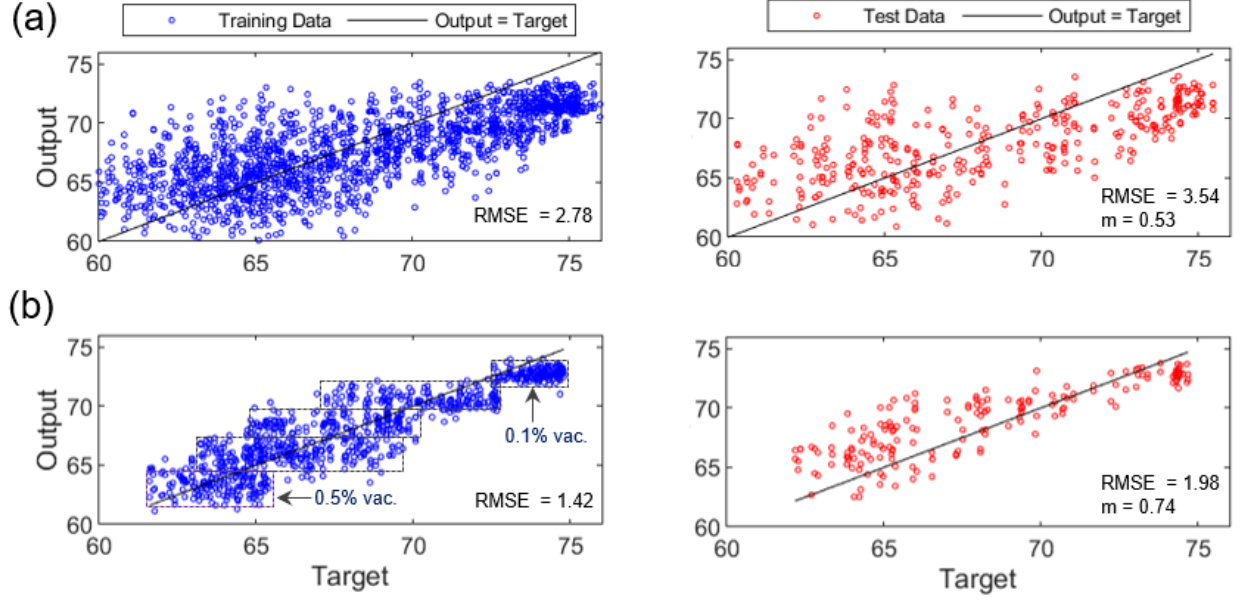 (a)
Training Data
Output = Target
Test Data
Output = Target
75
70
65
60
Output
RMSE = 2.78
60
65
70
75
75
70
65
60
Output
RMSE = 3.54
m = 0.53
60
65
70
75
(b)
75
70
65
60
Output
0.1% vac.
0.5% vac.
RMSE = 1.42
60
65
70
75
Target
75
70
65
60
Output
RMSE = 1.98
m = 0.74
60
65
70
75
Target